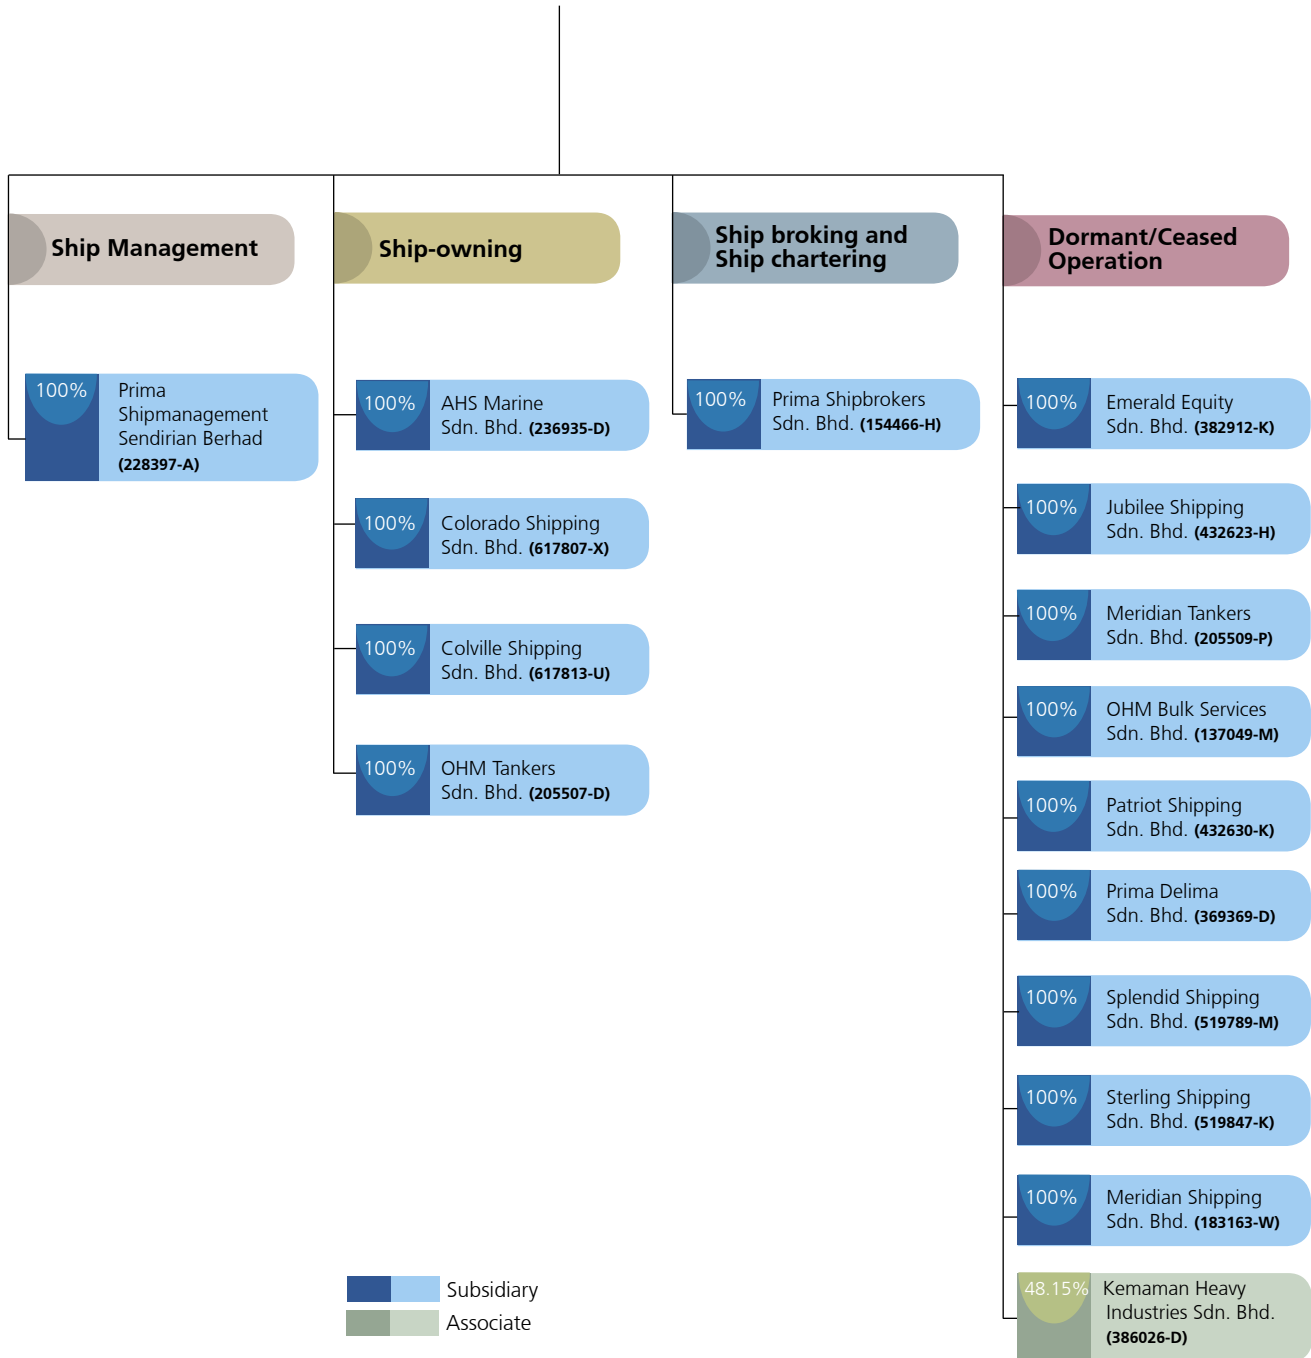 Ship Management
100%
Prima
Shipmanagement
Sendirian Berhad
(228397-A)
Ship-owning
100%
AHS Marine
Sdn. Bhd. (236935-D)
100%
Colorado Shipping
Sdn. Bhd. (617807-X)
100%
Colville Shipping
Sdn. Bhd. (617813-U)
100%
OHM Tankers
Sdn. Bhd. (205507-D)
Ship broking and
Ship chartering
100%
Prima Shipbrokers
Sdn. Bhd. (154466-H)
Dormant/Ceased
Operation
100%
Emerald Equity
Sdn. Bhd. (382912-K)
100%
Jubilee Shipping
Sdn. Bhd. (432623-H)
100%
Meridian Tankers
Sdn. Bhd. (205509-P)
100%
OHM Bulk Services
Sdn. Bhd. (137049-M)
100%
Patriot Shipping
Sdn. Bhd. (432630-K)
100%
Prima Delima
Sdn. Bhd. (369369-D)
100%
Splendid Shipping
Sdn. Bhd. (519789-M)
100%
Sterling Shipping
Sdn. Bhd. (519847-K)
100%
Meridian Shipping
Sdn. Bhd. (183163-W)
48.15%
Kemaman Heavy
Industries Sdn. Bhd.
(386026-D)
Subsidiary
Associate